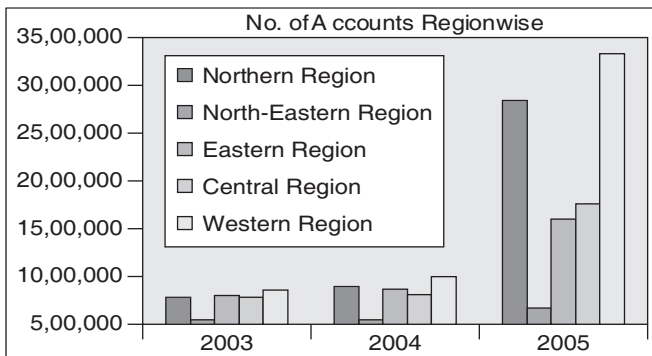 No. of A ccounts Regionwise
35,00,000
30,00,000
25,00,000
20,00,000
15,00,000
10,00,000
5,00,000
Northern Region
North-Eastern Region
Eastern Region
Central Region
Western Region
2003 2004 2005